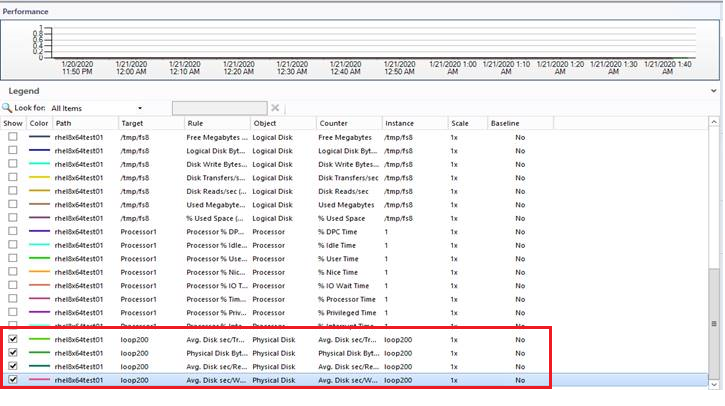 Performance
1
0.8
0.6
0.4
0.2
0
1/20/2020 11:50 PM 1/21/2020 12:00 AM 1/21/2020 12:10 AM 1/21/2020 12:20 AM 1/21/2020 12:30 AM 1/21/2020 12:40 AM 1/21/2020 12:50 AM 1/21/2020 1:00 AM 1/21/2020 1:10 AM 1/21/2020 1:20 AM 1/21/2020 1:30 AM 1/21/2020 1:40 AM
Legend
Look for: All Items
Show Color Path Target Rule Object Counter Instance Scale Baseline
rhel8x64test01 /tmp/fs8 Free Megabytes ... Logical Disk Free Megabytes /tmp/fs8 1x No
rhel8x64test01 /tmp/fs8 Logical Disk Byt... Logical Disk Logical Disk Byt... /tmp/fs8 1x No
rhel8x64test01 /tmp/fs8 Disk Write Bytes... Logical Disk Disk Write Bytes... /tmp/fs8 1x No
rhel8x64test01 /tmp/fs8 Disk Transfers/s... Logical Disk Disk Transfers/sec /tmp/fs8 1x No
rhel8x64test01 /tmp/fs8 Disk Reads/sec (... Logical Disk Disk Reads/sec /tmp/fs8 1x No
rhel8x64test01 /tmp/fs8 Used Megabyte... Logical Disk Used Megabytes /tmp/fs8 1x No
rhel8x64test01 /tmp/fs8 % Used Space (... Logical Disk % Used Space /tmp/fs8 1x No
rhel8x64test01 Processor1 Processor % DP... Processor % DPC Time 1 1x No
rhel8x64test01 Processor1 Processor % Idle... Processor % Idle Time 1 1x No
rhel8x64test01 Processor1 Processor % Use... Processor % User Time 1 1x No
rhel8x64test01 Processor1 Processor % Nic... Processor % Nice Time 1 1x No
rhel8x64test01 Processor1 Processor % IO T... Processor % IO Wait Time 1 1x No
rhel8x64test01 Processor1 Processor % Tim... Processor % Processor Time 1 1x No
rhel8x64test01 Processor1 Processor % Priv... Processor % Privileged Time 1 1x No
rhel8x64test01 Processor1 Processor % Inte... Processor % Interrupt Time 1 1x No
rhel8x64test01 loop200 Avg. Disk sec/Tr... Physical Disk Avg. Disk sec/Tr... loop200 1x No
rhel8x64test01 loop200 Physical Disk Byt... Physical Disk Physical Disk Byt... loop200 1x No
rhel8x64test01 loop200 Avg. Disk sec/Re... Physical Disk Avg. Disk sec/Re... loop200 1x No
rhel8x64test01 loop200 Avg. Disk sec/W... Physical Disk Avg. Disk sec/W... loop200 1x No